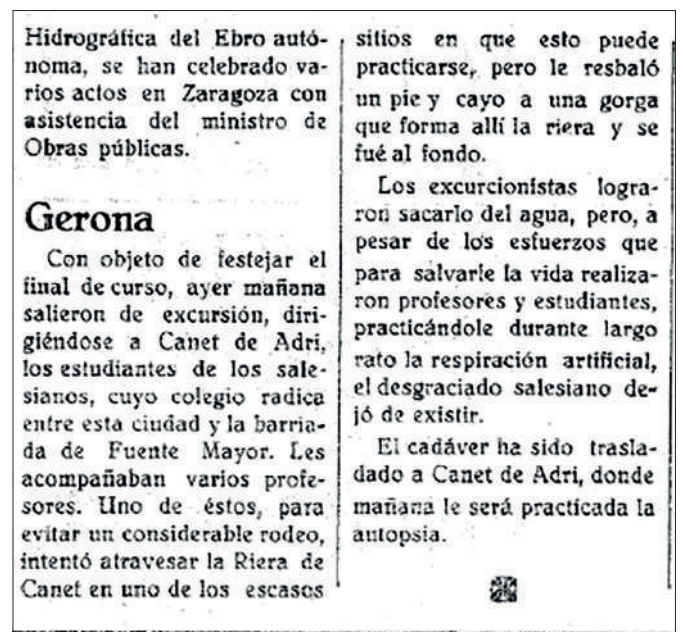 Hidrográfica del Ebro autó-
noma, se han celebrado va-
rios actos en Zaragoza con
asistencia del ministro de
Obras públicas.
Gerona
Con objeto de festejar el
final de curso, ayer mañana
salieron de excursión, diri-
giéndose a Canet de Adri,
los estudiantes de los sale-
sianos, cuyo colegio radica
entre esta ciudad y la barria-
da de Fuente Mayor. Les
acompañaban varios profe-
sores. Uno de éstos, para
evitar un considerable rodeo,
intentó atravesar la Riera de
Canet en uno de los escasos
sitios en que esto puede
practicarse, pero le resbaló
un pie y cayo a una gorga
que forma allí la riera y se
fué al fondo.
Los excurcionistas logra-
ron sacarlo del agua, pero, a
pesar de los esfuerzos que
para salvarle la vida realiza-
ron profesores y estudiantes,
practicándole durante largo
rato la respiración artificial,
el desgraciado salesiano de-
jó de existir.
El cadáver ha sido trasla-
dado a Canet de Adri, donde
mañana le será practicada la
autopsia.